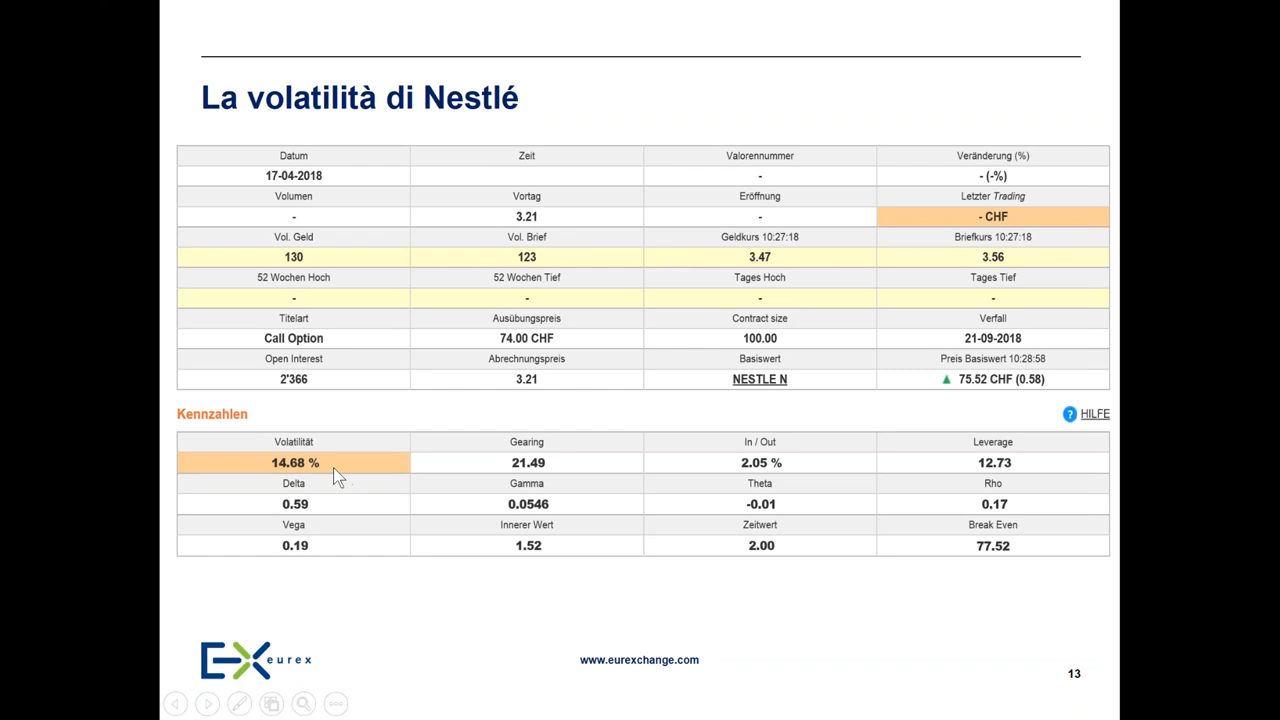 La volatilità di Nestlé
Datum Zeit Valorennummer Veränderung (%)
17-04-2018 - - (-%)
Volumen Vortag Eröffnung Letzter Trading
- 3.21 - - CHF
Vol. Geld Vol. Brief Geldkurs 10:27:18 Briefkurs 10:27:18
130 123 3.47 3.56
52 Wochen Hoch 52 Wochen Tief Tages Hoch Tages Tief
- - - -
Titelart Ausübungspreis Contract size Verfall
Call Option 74.00 CHF 100.00 21-09-2018
Open Interest Abrechnungspreis Basiswert Preis Basiswert 10:28:58
2'366 3.21 NESTLE N 75.52 CHF (0.58)
Kennzahlen ? HILFE
Volatilität Gearing In / Out Leverage
14.68 % 21.49 2.05 % 12.73
Delta Gamma Theta Rho
0.59 0.0546 -0.01 0.17
Vega Innerer Wert Zeitwert Break Even
0.19 1.52 2.00 77.52
EX eurex www.eurexchange.com
13